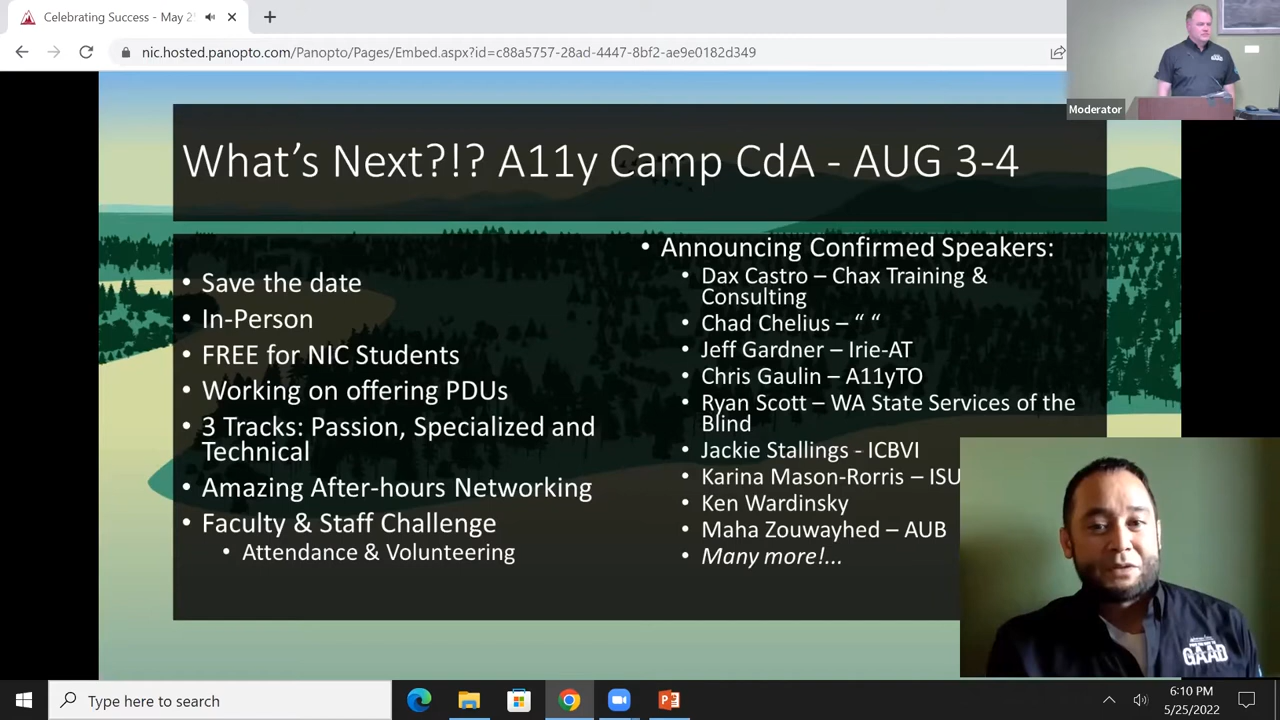 Celebrating Success - May 2
nic.hosted.panopto.com/Panopto/Pages/Embed.aspx?id=c88a5757-28ad-4447-8bf2-ae9e0182d349
GAAD
Moderator
What's Next?!? A11y Camp CdA - AUG 3-4
• Save the date
• In-Person
• FREE for NIC Students
• Working on offering PDUs
• 3 Tracks: Passion, Specialized and
Technical
• Amazing After-hours Networking
• Faculty & Staff Challenge
• Attendance & Volunteering
• Announcing Confirmed Speakers:
• Dax Castro – Chax Training &
Consulting
• Chad Chelius – “ “
• Jeff Gardner – Irie-AT
• Chris Gaulin – A11yTO
• Ryan Scott – WA State Services of the
Blind
• Jackie Stallings - ICBVI
• Karina Mason-Rorris – ISU
• Ken Wardinsky
• Maha Zouwayhed – AUB
• Many more!...
GAAD
Type here to search
6:10 PM
5/25/2022